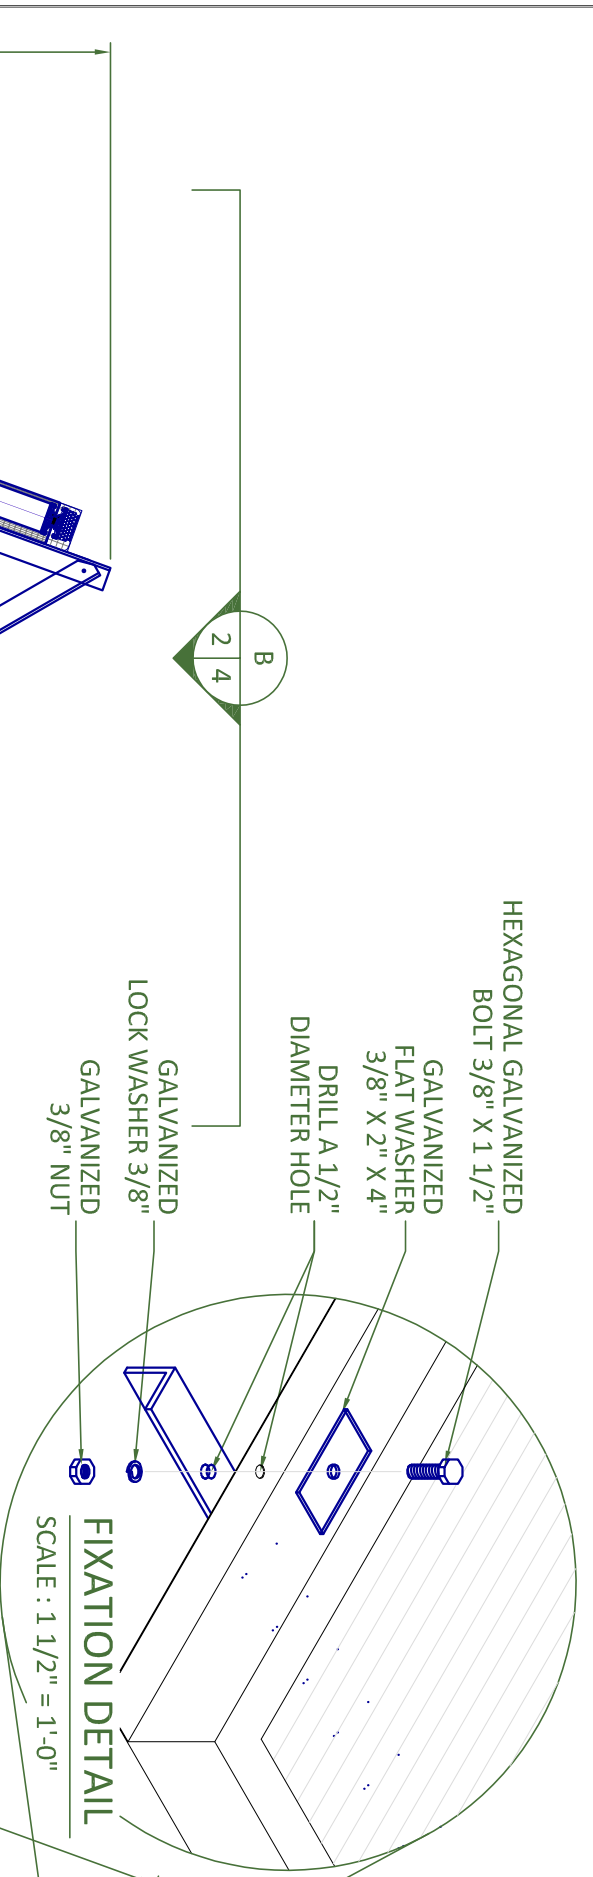 HEXAGONAL GALVANIZED
BOLT 3/8" X 1 1/2"
GALVANIZED
FLAT WASHER
3/8" X 2" X 4"
DRILL A 1/2"
DIAMETER HOLE
GALVANIZED
LOCK WASHER 3/8"
GALVANIZED
3/8" NUT
B
2 4
FIXATION DETAIL
SCALE : 1 1/2" = 1'-0"